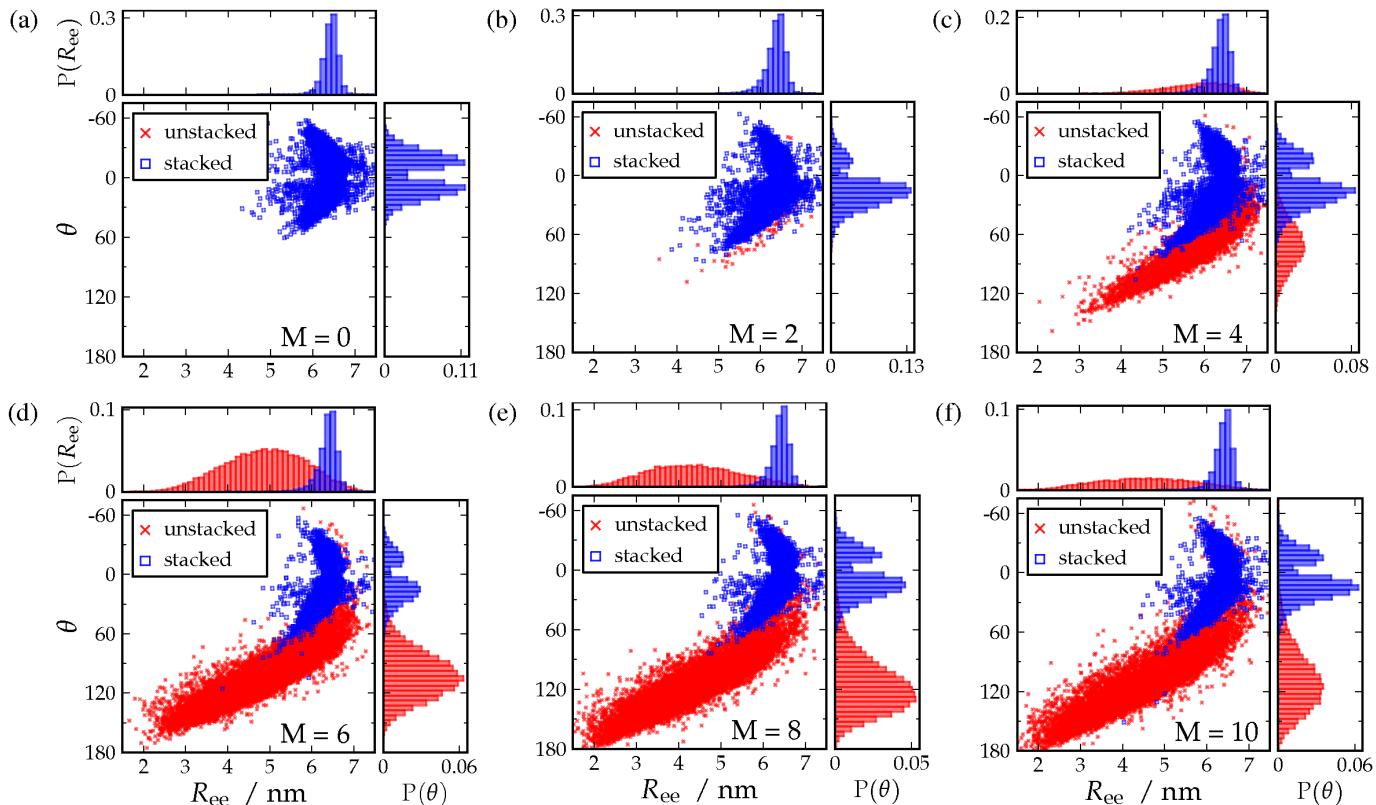 (a)
0.3
0
P(Ree)
-60
0
60
120
180
θ
unstacked
stacked
M = 0
2 3 4 5 6 7
0 0.11
(b)
0.3
0
-60
0
60
120
180
unstacked
stacked
M = 2
2 3 4 5 6 7
0 0.13
(c)
0.2
0
-60
0
60
120
180
unstacked
stacked
M = 4
2 3 4 5 6 7
0 0.08
(d)
0.1
0
P(Ree)
-60
0
60
120
180
θ
unstacked
stacked
M = 6
2 3 4 5 6 7
0 0.06
Ree / nm P(θ)
(e)
0.1
0
-60
0
60
120
180
unstacked
stacked
M = 8
2 3 4 5 6 7
0 0.05
Ree / nm P(θ)
(f)
0.1
0
-60
0
60
120
180
unstacked
stacked
M = 10
2 3 4 5 6 7
0 0.06
Ree / nm P(θ)